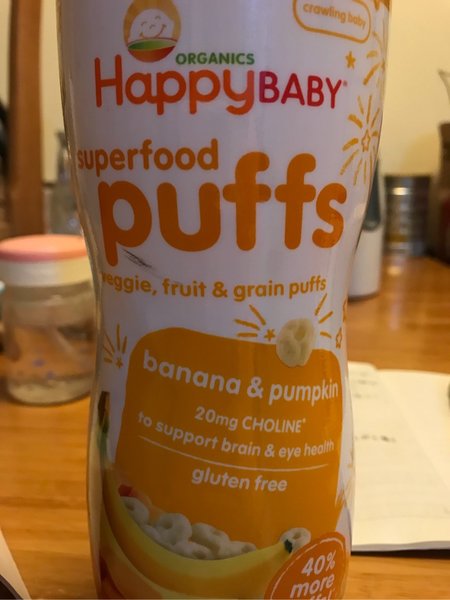 crawling baby
ORGANICS
HappyBABY
superfood
puffs
veggie, fruit & grain puffs
banana & pumpkin
20mg CHOLINE*
to support brain & eye health
gluten free
40%
more